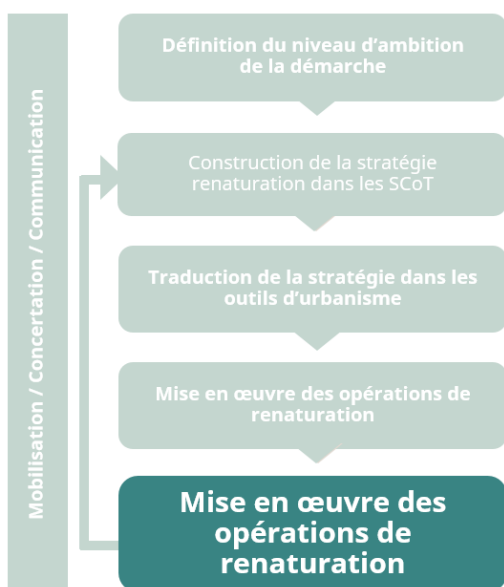 Mobilisation / Concertation / Communication
Définition du niveau d’ambition
de la démarche
Construction de la stratégie
renaturation dans les SCoT
Traduction de la stratégie dans les
outils d’urbanisme
Mise en œuvre des opérations de
renaturation
Mise en œuvre des
opérations de
renaturation